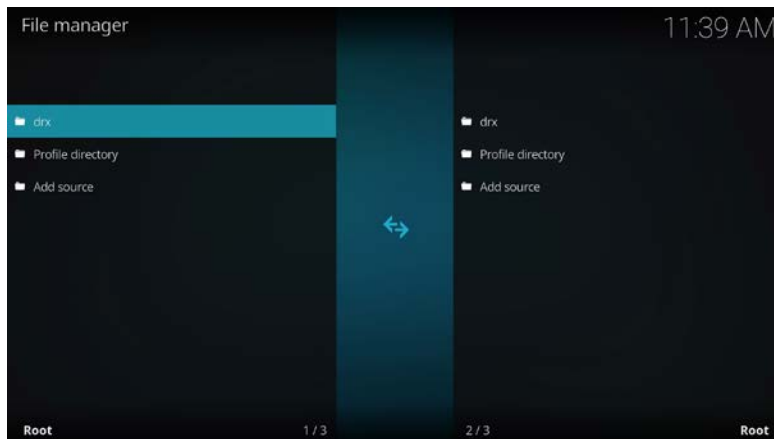 File manager
11:39 AM
drx
Profile directory
Add source
drx
Profile directory
Add source
Root
1 / 3
2 / 3
Root